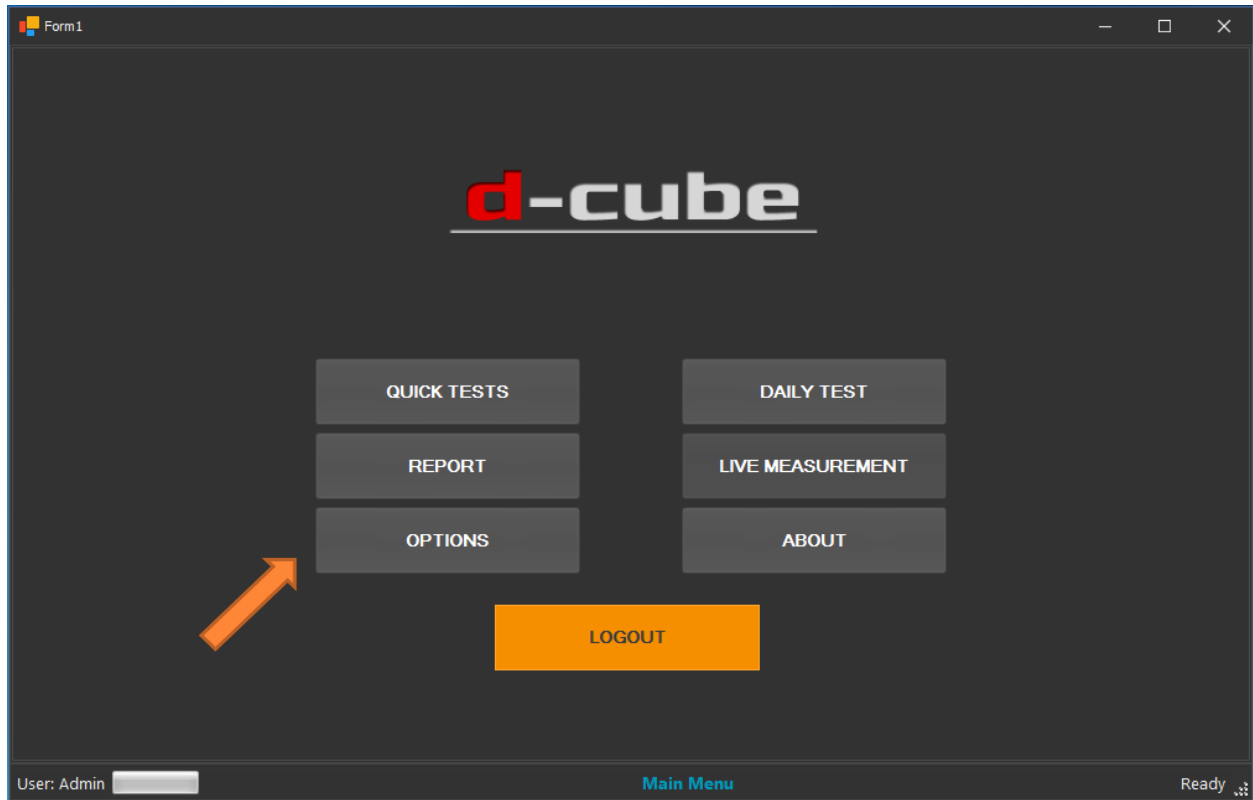 Form1
d-cube
QUICK TESTS
DAILY TEST
REPORT
LIVE MEASUREMENT
OPTIONS
ABOUT
LOGOUT
User: Admin
Main Menu
Ready